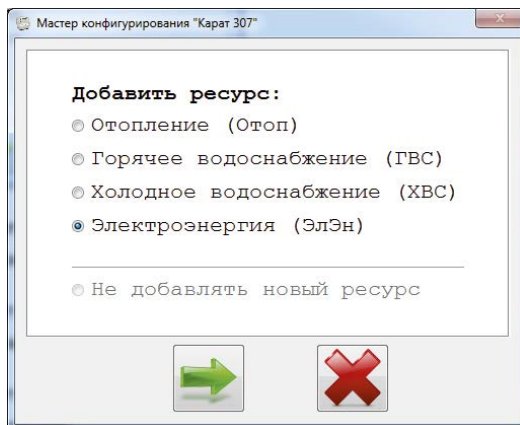 Мастер конфигурирования "Карат 307"
Добавить ресурс:
Отопление (Отоп)
Горячее водоснабжение (ГВС)
Холодное водоснабжение (ХВС)
Электроэнергия (ЭлЭн)
Не добавлять новый ресурс